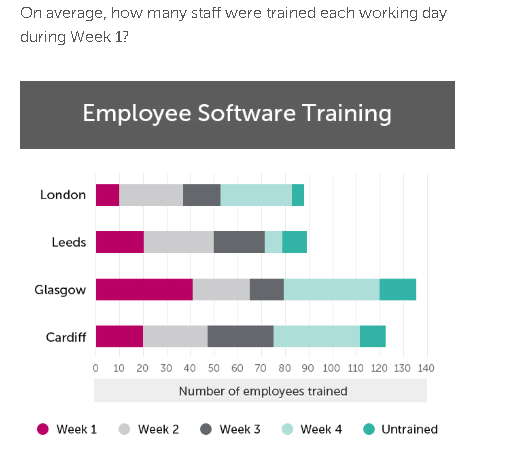 On average, how many staff were trained each working day
during Week 1?
Employee Software Training
London
Leeds
Glasgow
Cardiff
0 10 20 30 40 50 60 70 80 90 100 110 120 130 140
Number of employees trained
Week 1 Week 2 Week 3 Week 4 Untrained